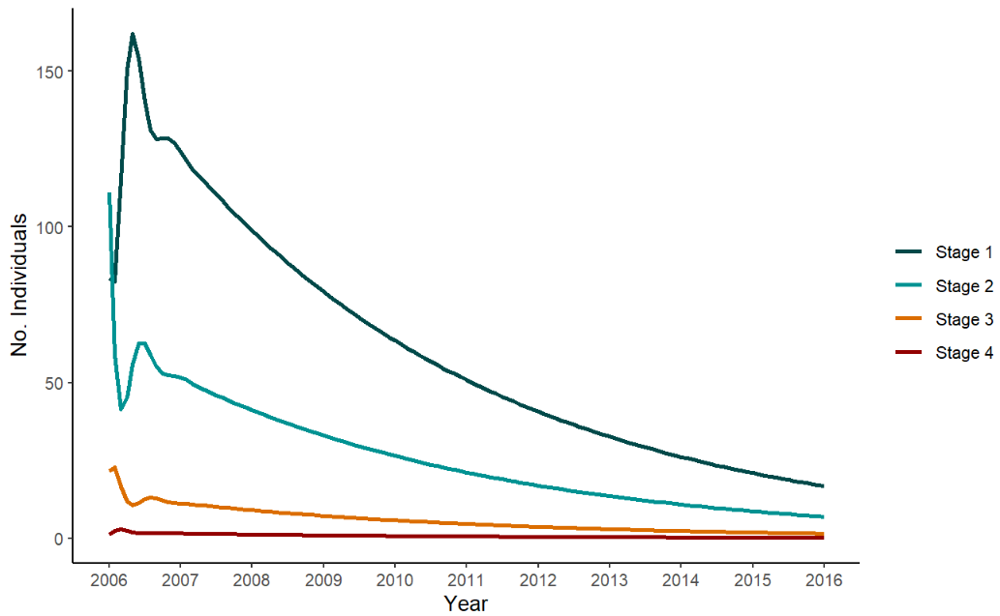 No. Individuals
150
100
50
0
2006 2007 2008 2009 2010 2011 2012 2013 2014 2015 2016
Year
Stage 1
Stage 2
Stage 3
Stage 4